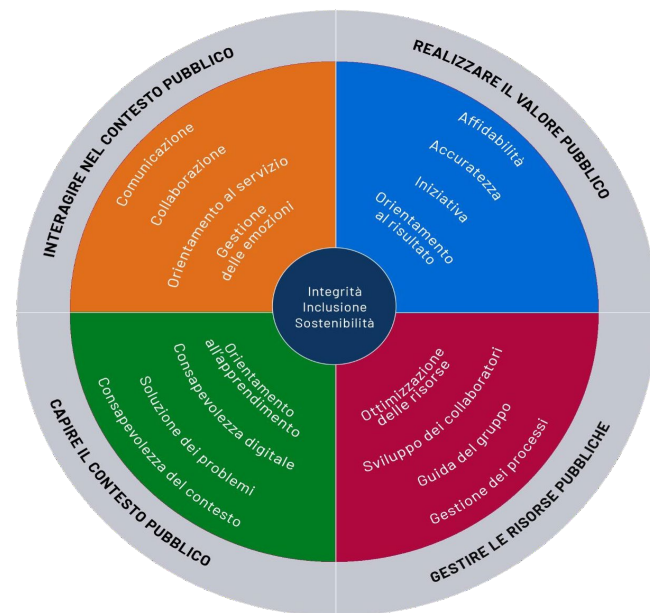 INTERAGIRE NEL CONTESTO PUBBLICO
Comunicazione
Collaborazione
Orientamento al servizio
Gestione
delle emozioni
REALIZZARE IL VALORE PUBBLICO
Affidabilità
Accuratezza
Iniziativa
Orientamento
al risultato
Integrità
Inclusione
Sostenibilità
CAPIRE IL CONTESTO PUBBLICO
Orientamento
all'apprendimento
Consapevolezza digitale
Soluzione dei problemi
Consapevolezza del contesto
GESTIRE LE RISORSE PUBBLICHE
Ottimizzazione
delle risorse
Sviluppo dei collaboratori
Guida del gruppo
Gestione dei processi